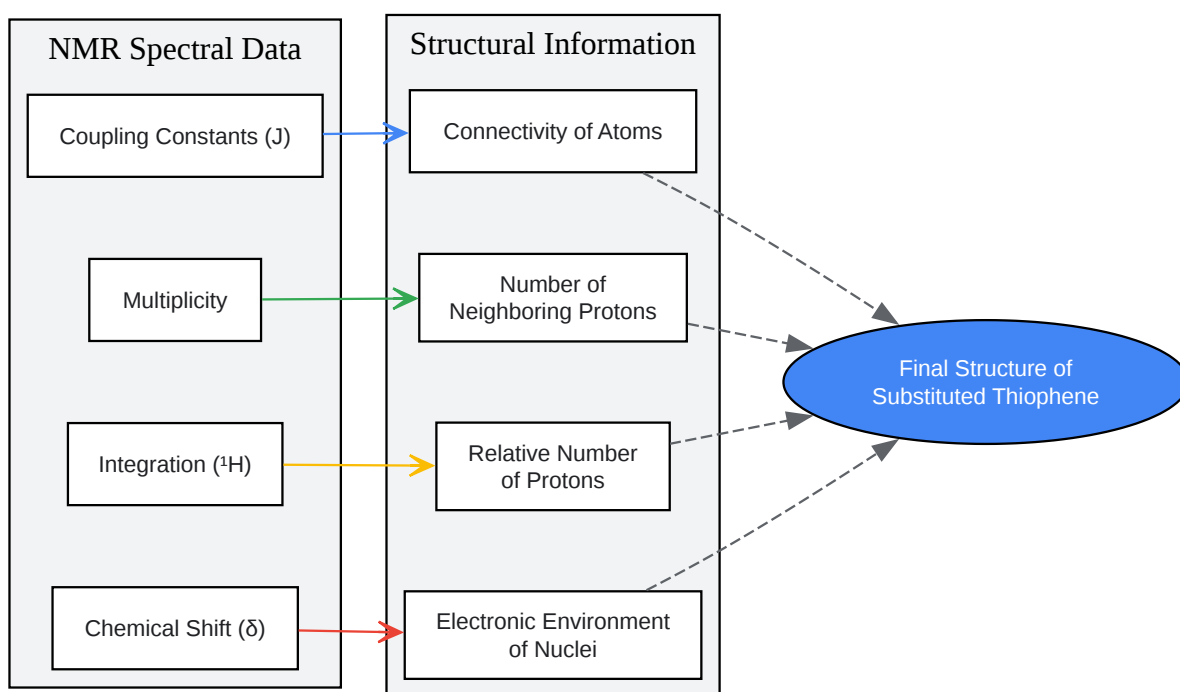 NMR Spectral Data
Coupling Constants (J)
Multiplicity
Integration (¹H)
Chemical Shift (δ)
Structural Information
Connectivity of Atoms
Number of
Neighboring Protons
Relative Number
of Protons
Electronic Environment
of Nuclei
Final Structure of
Substituted Thiophene